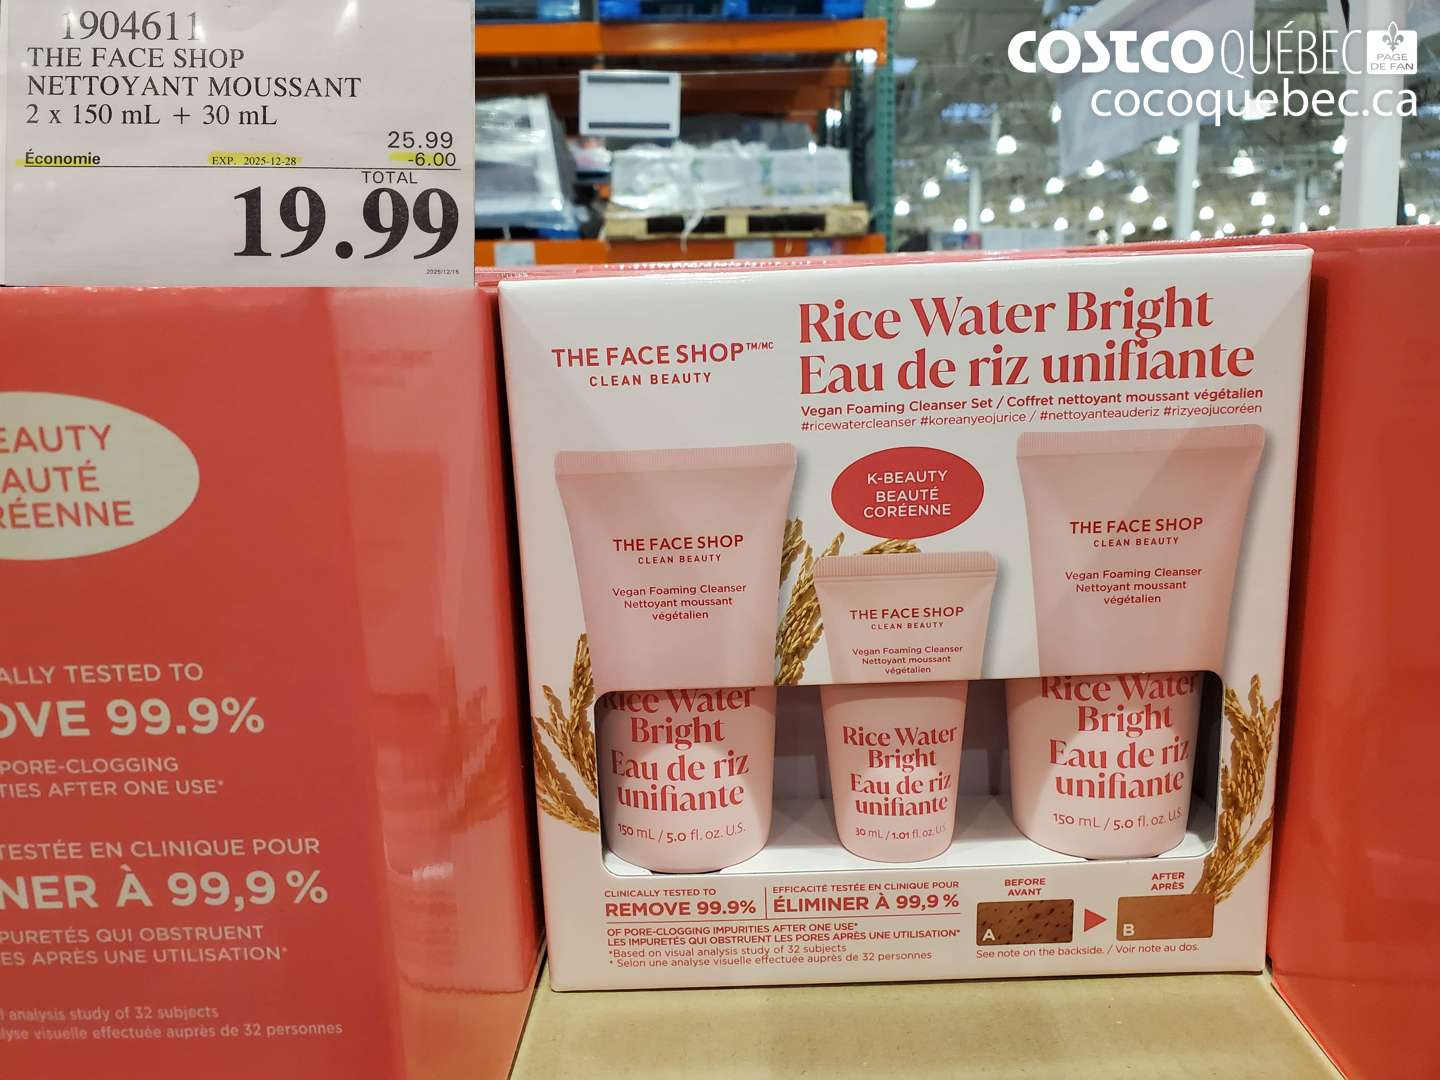 1904611
THE FACE SHOP
NETTOYANT MOUSSANT
2 x 150 mL + 30 mL
25.99
Économie EXP. 2025-12-28 -6.00
TOTAL
19.99
COSTCO QUÉBEC PAGE DE FAN
cocoquebec.ca
EAUTY
AUTÉ
RÉENNE
ALLY TESTED TO
OVE 99.9%
PORE-CLOGGING
TIES AFTER ONE USE*
TESTÉE EN CLINIQUE POUR
NER À 99,9 %
MPURETÉS QUI OBSTRUENT
ES APRÈS UNE UTILISATION*
l analysis study of 32 subjects
lyse visuelle effectuée auprès de 32 personnes
THE FACE SHOP™/MC
CLEAN BEAUTY
Rice Water Bright
Eau de riz unifiante
Vegan Foaming Cleanser Set / Coffret nettoyant moussant végétalien
#ricewatercleanser #koreanyeojurice / #nettoyanteauderiz #rizyeojucoréen
K-BEAUTY
BEAUTÉ
CORÉENNE
THE FACE SHOP
CLEAN BEAUTY
Vegan Foaming Cleanser
Nettoyant moussant
végétalien
Rice Water
Bright
Eau de riz
unifiante
150 mL / 5.0 fl. oz. U.S.
THE FACE SHOP
CLEAN BEAUTY
Vegan Foaming Cleanser
Nettoyant moussant
végétalien
Rice Water
Bright
Eau de riz
unifiante
30 mL / 1.01 fl. oz. U.S.
THE FACE SHOP
CLEAN BEAUTY
Vegan Foaming Cleanser
Nettoyant moussant
végétalien
Rice Water
Bright
Eau de riz
unifiante
150 mL / 5.0 fl. oz. U.S.
CLINICALLY TESTED TO
REMOVE 99.9%
EFFICACITÉ TESTÉE EN CLINIQUE POUR
ÉLIMINER À 99,9 %
OF PORE-CLOGGING IMPURITIES AFTER ONE USE*
LES IMPURETÉS QUI OBSTRUENT LES PORES APRÈS UNE UTILISATION*
*Based on visual analysis study of 32 subjects
* Selon une analyse visuelle effectuée auprès de 32 personnes
BEFORE
AVANT
A
AFTER
APRÈS
B
See note on the backside. / Voir note au dos.